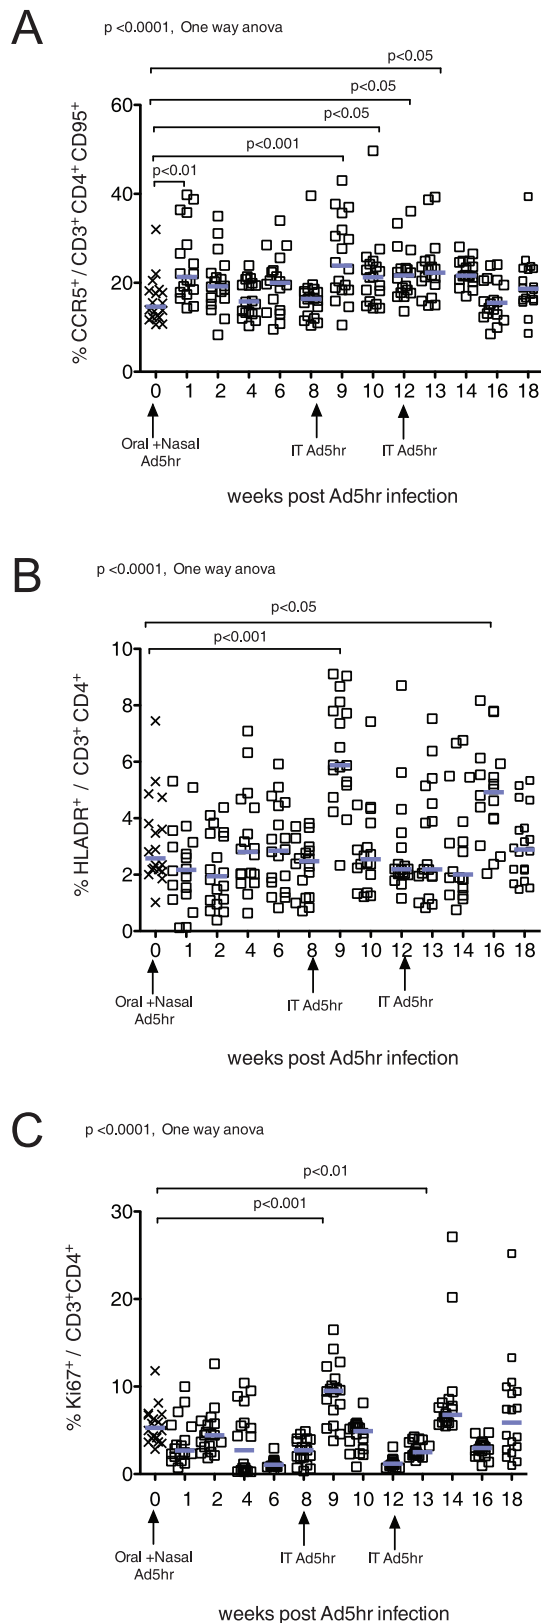 A
p <0.0001, One way anova
p<0.05
p<0.05
p<0.05
p<0.001
p<0.01
% CCR5⁺ / CD3⁺ CD4⁺ CD95⁺
60
40
20
0
0 1 2 4 6 8 9 10 12 13 14 16 18
Oral +Nasal
Ad5hr
IT Ad5hr
IT Ad5hr
weeks post Ad5hr infection
B
p <0.0001, One way anova
p<0.05
p<0.001
% HLADR⁺ / CD3⁺ CD4⁺
10
8
6
4
2
0
0 1 2 4 6 8 9 10 12 13 14 16 18
Oral +Nasal
Ad5hr
IT Ad5hr
IT Ad5hr
weeks post Ad5hr infection
C
p <0.0001, One way anova
p<0.01
p<0.001
% Ki67⁺ / CD3⁺CD4⁺
30
20
10
0
0 1 2 4 6 8 9 10 12 13 14 16 18
Oral +Nasal
Ad5hr
IT Ad5hr
IT Ad5hr
weeks post Ad5hr infection